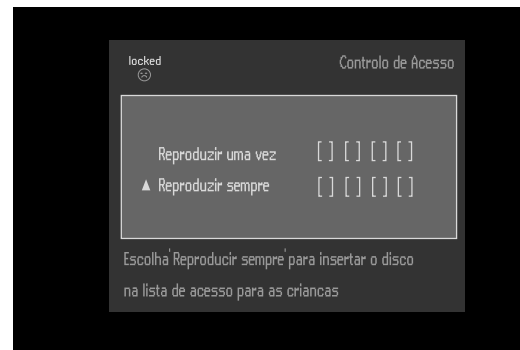 locked
Controlo de Acesso
Reproduzir uma vez [ ] [ ] [ ] [ ]
▲ Reproduzir sempre [ ] [ ] [ ] [ ]
Escolha 'Reproducir sempre' para insertar o disco
na lista de acesso para as criancas